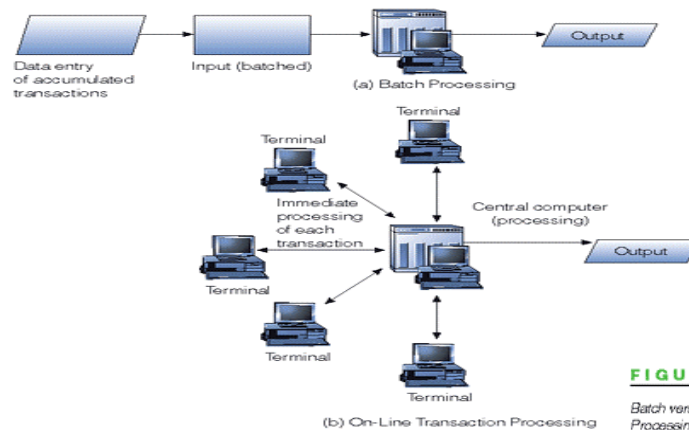 Output
Data entry
of accumulated
transactions
Input (batched)
(a) Batch Processing
Terminal
Terminal
Immediate
processing
of each
transaction
Central computer
(processing)
Terminal
Output
Terminal
Terminal
(b) On-Line Transaction Processing
FIGU
Batch ver
Processin